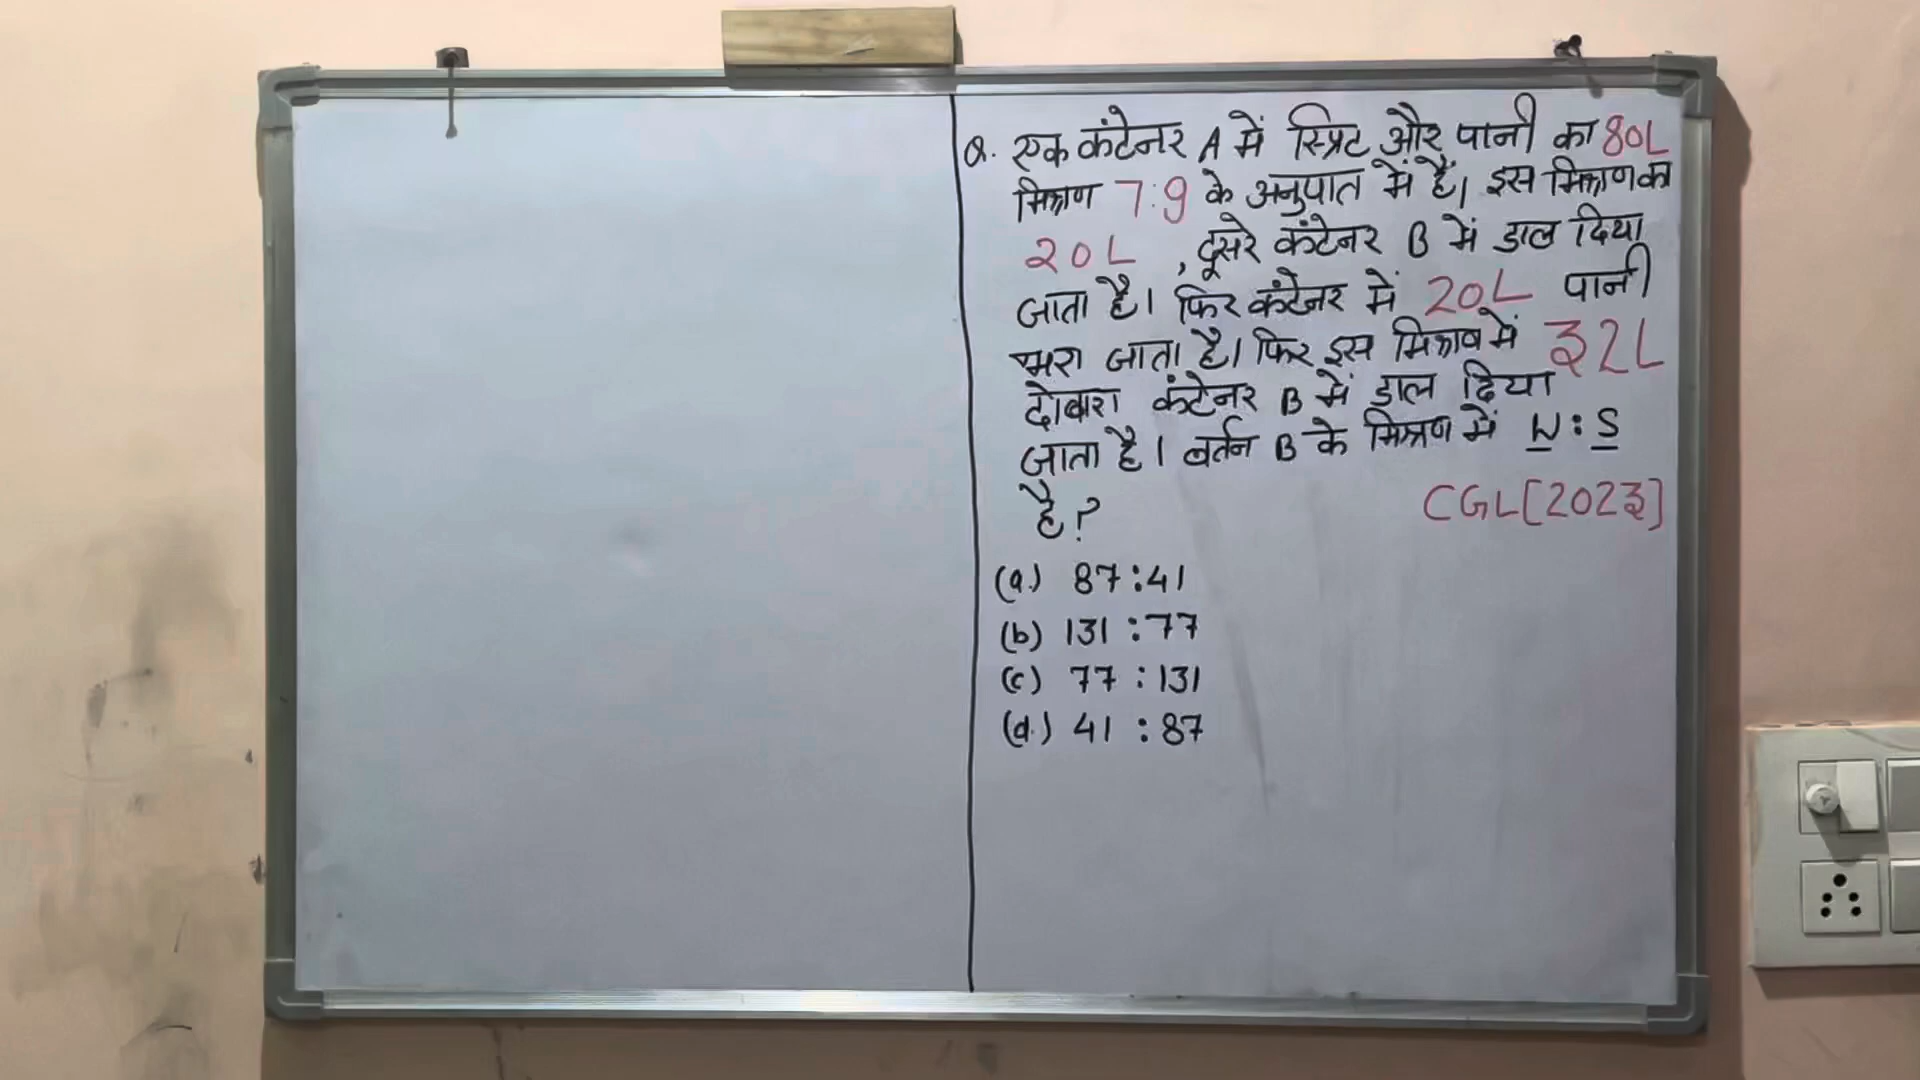 Q. एक कंटेनर A में स्प्रिट और पानी का 80L
मिश्रण 7:9 के अनुपात में हैं। इस मिश्रण का
20L , दूसरे कंटेनर B में डाल दिया
जाता है। फिर कंटेनर में 20L पानी
भरा जाता है। फिर इस मिश्रव में 32L
दोबारा कंटेनर B में डाल दिया
जाता है। बर्तन B के मिश्रण में W : S
है?
CGL[2023]
(a.) 87:41
(b) 131:77
(c) 77:131
(d.) 41:87